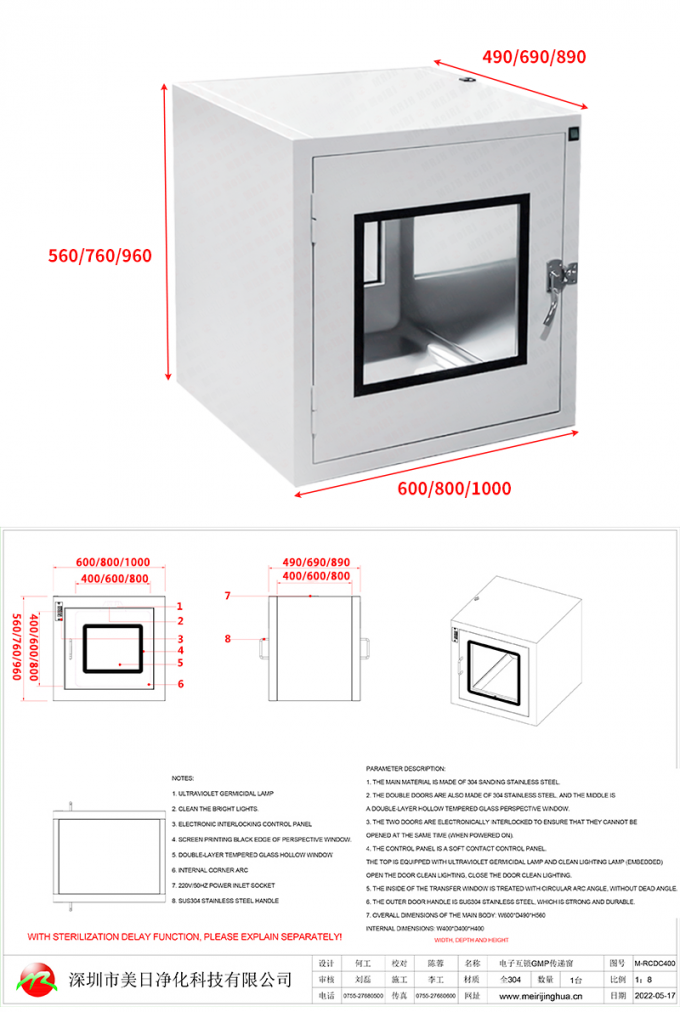 490/690/890
560/760/960
600/800/1000
600/800/1000
400/600/800
490/690/890
400/600/800
560/760/960
400/600/800
1
2
3
4
5
6
7
8
NOTES:
1. ULTRAVIOLET GERMICIDAL LAMP
2. CLEAN THE BRIGHT LIGHTS.
3. ELECTRONIC INTERLOCKING CONTROL PANEL
4. SCREEN PRINTING BLACK EDGE OF PERSPECTIVE WINDOW.
5. DOUBLE-LAYER TEMPERED GLASS HOLLOW WINDOW
6. INTERNAL CORNER ARC
7. 220V/50HZ POWER INLET SOCKET
8. SUS304 STAINLESS STEEL HANDLE
PARAMETER DESCRIPTION:
1. THE MAIN MATERIAL IS MADE OF 304 SANDING STAINLESS STEEL.
2. THE DOUBLE DOORS ARE ALSO MADE OF 304 STAINLESS STEEL, AND THE MIDDLE IS
A DOUBLE-LAYER HOLLOW TEMPERED GLASS PERSPECTIVE WINDOW.
3. THE TWO DOORS ARE ELECTRONICALLY INTERLOCKED TO ENSURE THAT THEY CANNOT BE
OPENED AT THE SAME TIME (WHEN POWERED ON).
4. THE CONTROL PANEL IS A SOFT CONTACT CONTROL PANEL.
THE TOP IS EQUIPPED WITH ULTRAVIOLET GERMICIDAL LAMP AND CLEAN LIGHTING LAMP (EMBEDDED)
OPEN THE DOOR CLEAN LIGHTING, CLOSE THE DOOR CLEAN LIGHTING.
5. THE INSIDE OF THE TRANSFER WINDOW IS TREATED WITH CIRCULAR ARC ANGLE, WITHOUT DEAD ANGLE.
6. THE OUTER DOOR HANDLE IS SUS304 STAINLESS STEEL, WHICH IS STRONG AND DURABLE.
7. OVERALL DIMENSIONS OF THE MAIN BODY: W600*D490*H560
INTERNAL DIMENSIONS: W400*D400*H400
WIDTH, DEPTH AND HEIGHT
WITH STERILIZATION DELAY FUNCTION, PLEASE EXPLAIN SEPARATELY!
深圳市美日净化科技有限公司
设计 何工 校对 陈蓉 名称 电子互锁GMP传递窗 图号 M-RCDC400
审核 刘磊 施工 李工 材质 全304 数量 1台 比例 1：8
电话 0755-27680500 传真 0755-27680600 网址 www.meirijinghua.cn 日期 2022-05-17